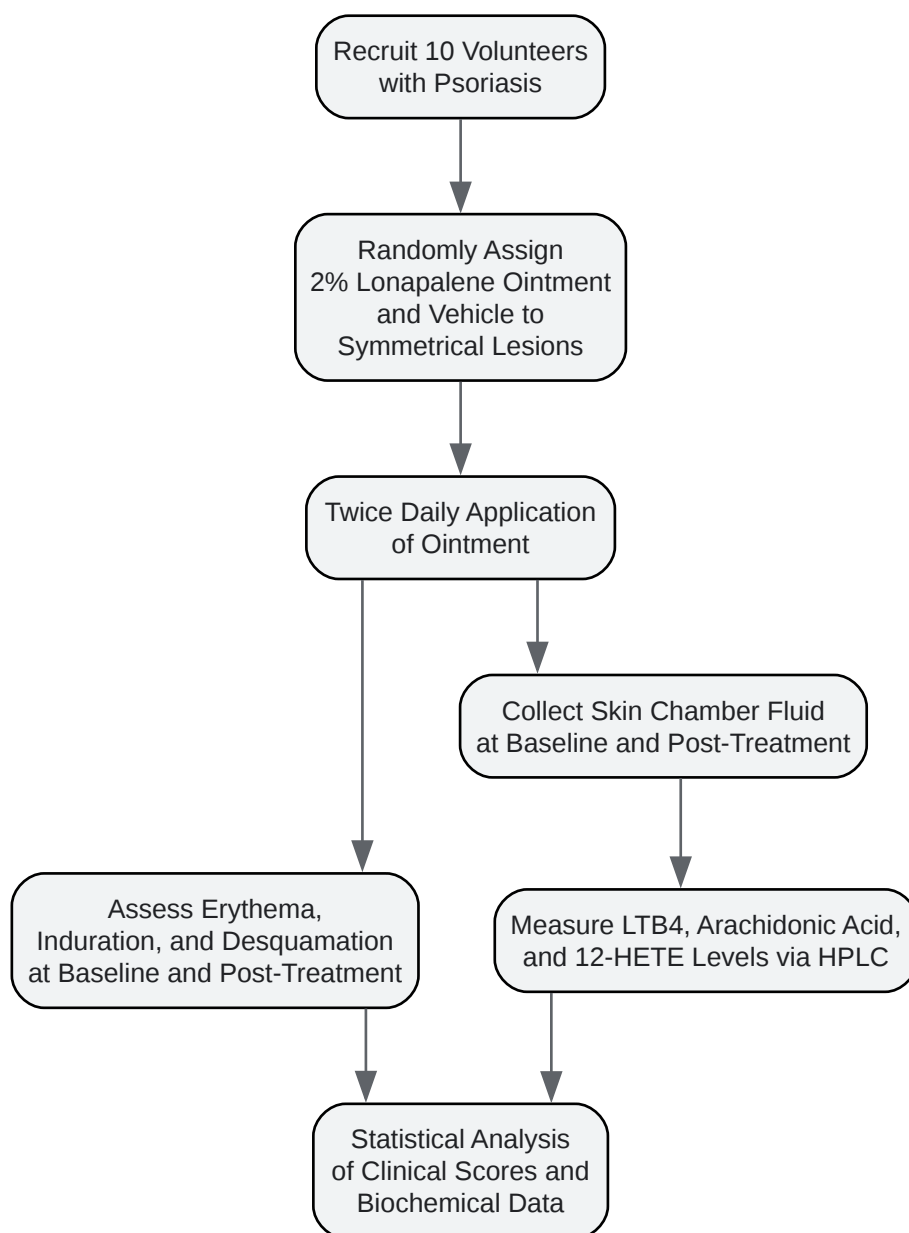 Recruit 10 Volunteers
with Psoriasis
Randomly Assign
2% Lonapalene Ointment
and Vehicle to
Symmetrical Lesions
Twice Daily Application
of Ointment
Collect Skin Chamber Fluid
at Baseline and Post-Treatment
Assess Erythema,
Induration, and Desquamation
at Baseline and Post-Treatment
Measure LTB4, Arachidonic Acid,
and 12-HETE Levels via HPLC
Statistical Analysis
of Clinical Scores and
Biochemical Data